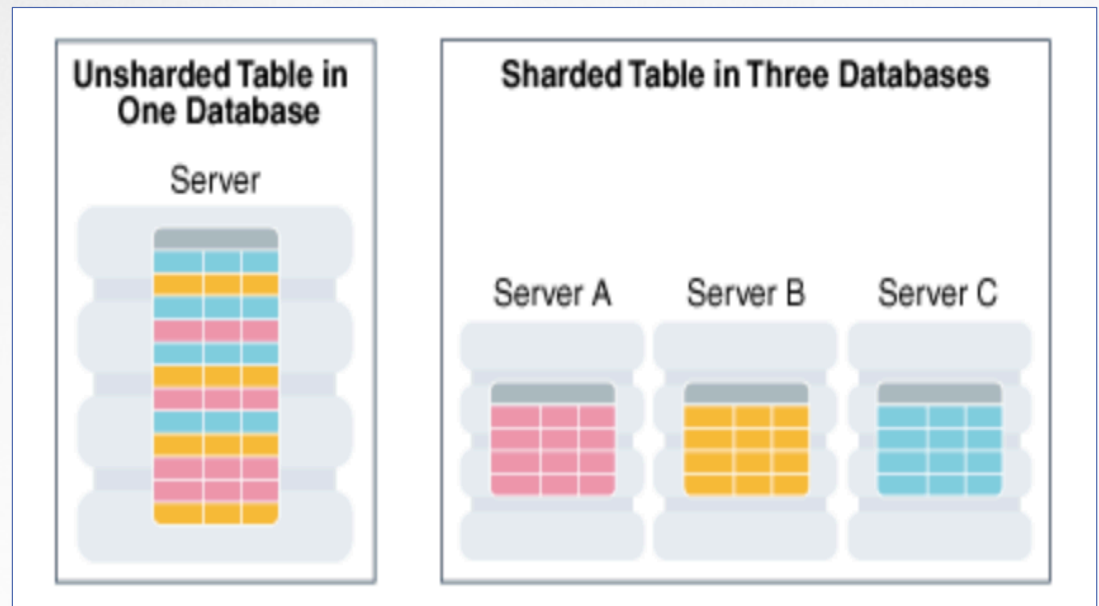 Unsharded Table in
One Database
Server
Sharded Table in Three Databases
Server A
Server B
Server C